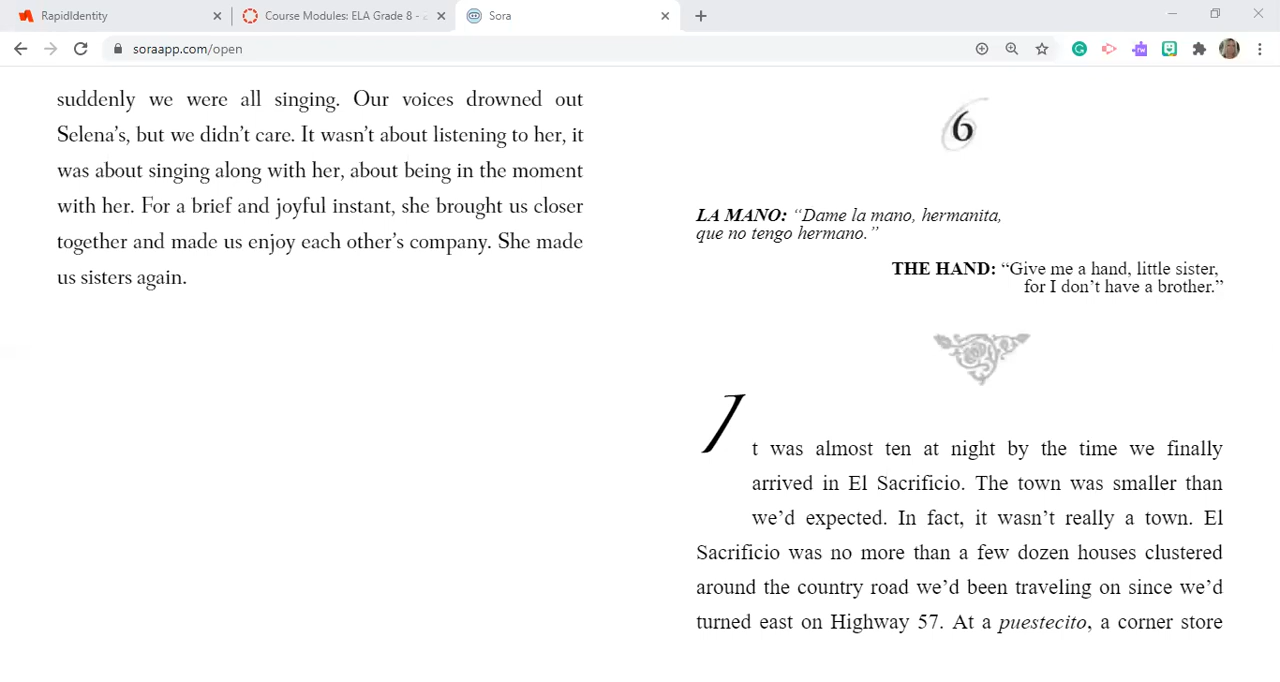 RapidIdentity
Course Modules: ELA Grade 8 -
Sora
soraapp.com/open
suddenly we were all singing. Our voices drowned out
Selena’s, but we didn’t care. It wasn’t about listening to her, it
was about singing along with her, about being in the moment
with her. For a brief and joyful instant, she brought us closer
together and made us enjoy each other’s company. She made
us sisters again.
6
LA MANO: “Dame la mano, hermanita,
que no tengo hermano.”
THE HAND: “Give me a hand, little sister,
for I don’t have a brother.”
It was almost ten at night by the time we finally
arrived in El Sacrificio. The town was smaller than
we’d expected. In fact, it wasn’t really a town. El
Sacrificio was no more than a few dozen houses clustered
around the country road we’d been traveling on since we’d
turned east on Highway 57. At a puestecito, a corner store